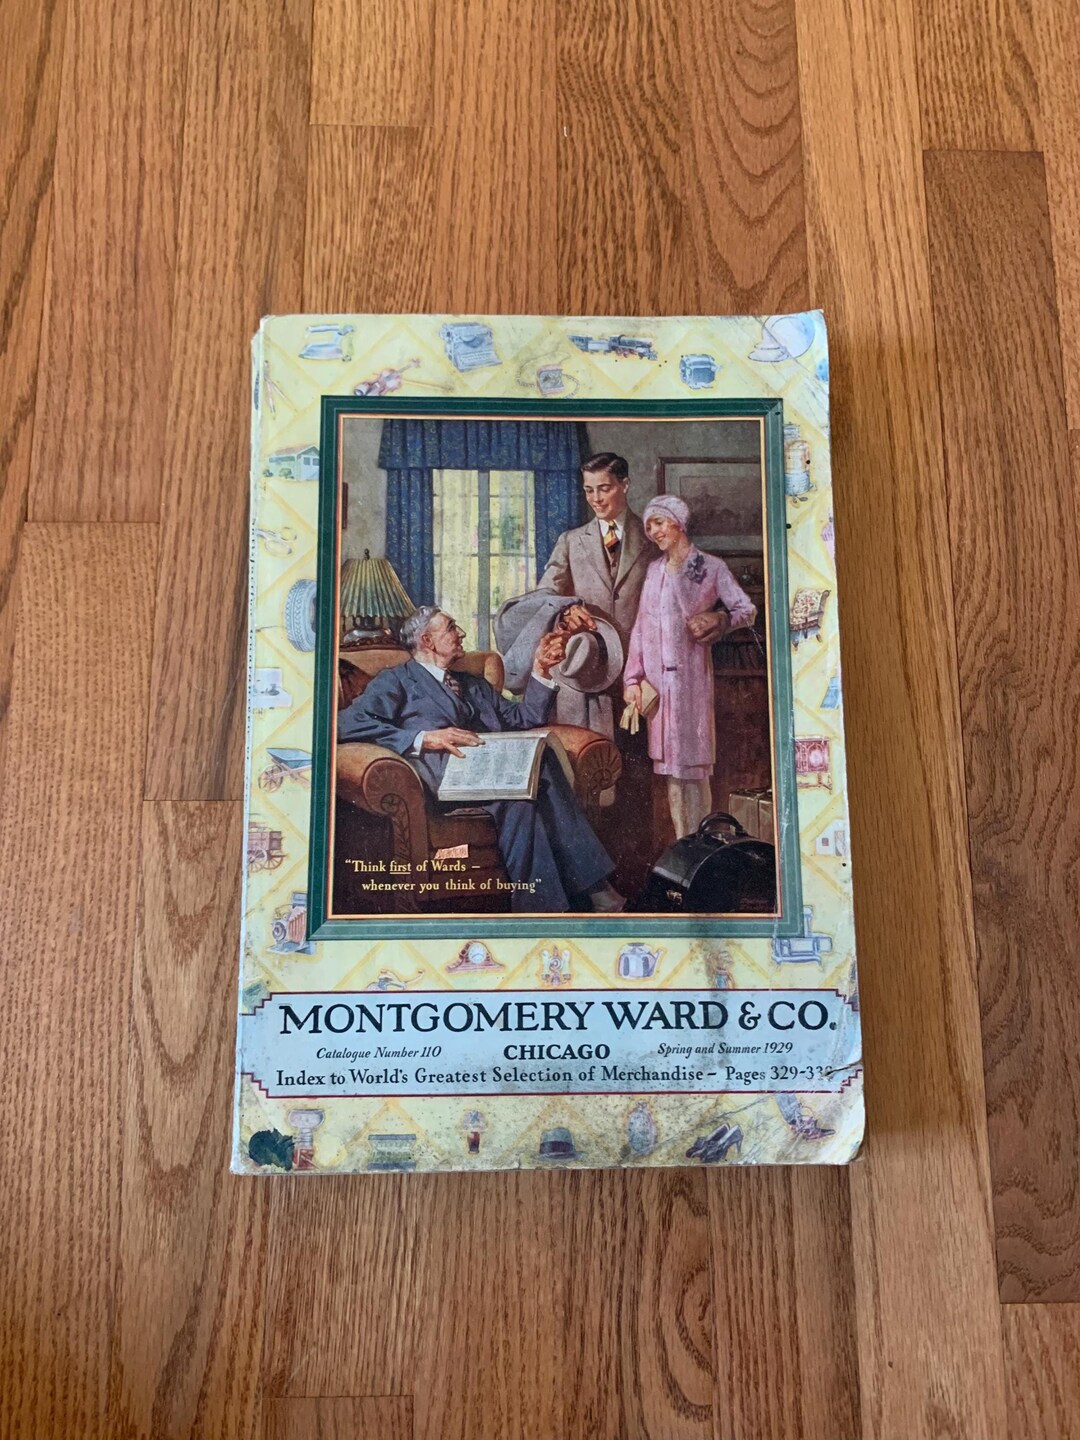 "Think first of Wards —
whenever you think of buying"
MONTGOMERY WARD & CO.
Catalogue Number 110 CHICAGO Spring and Summer 1929
Index to World's Greatest Selection of Merchandise – Pages 329-